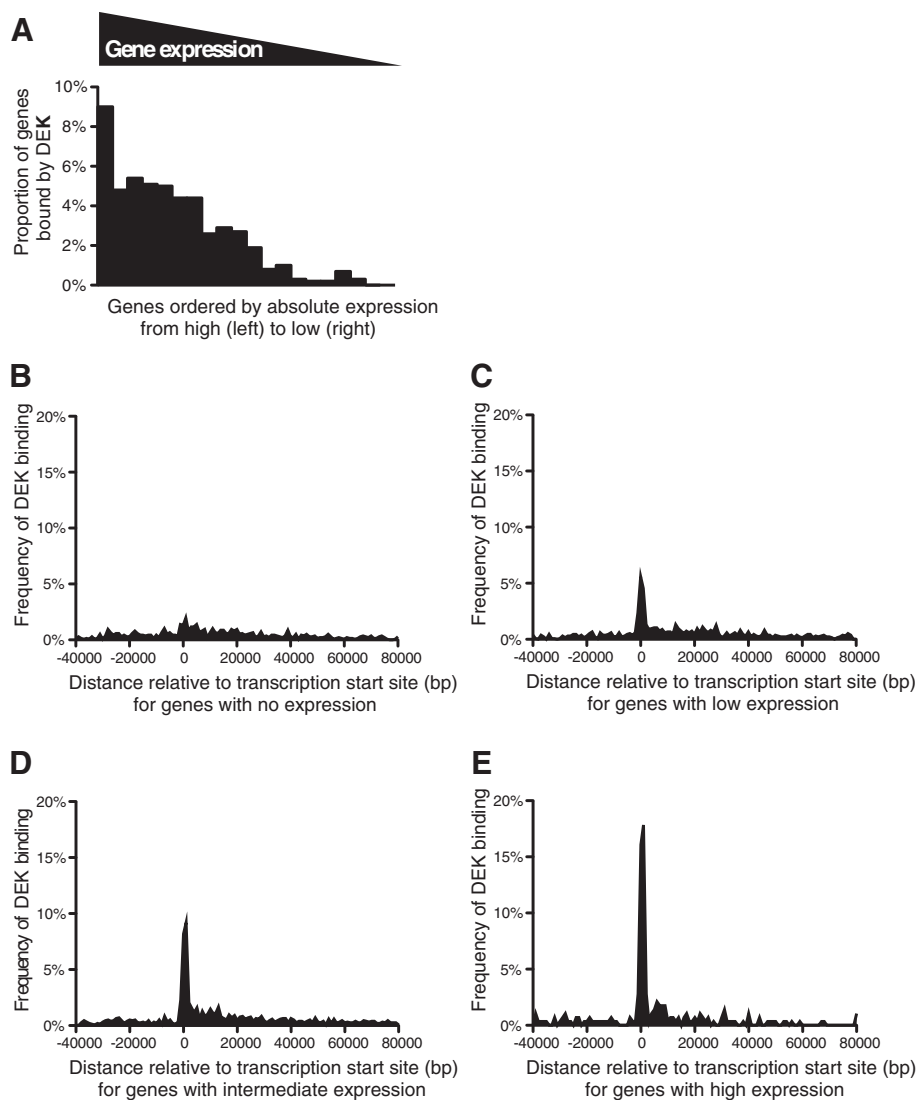 A
Gene expression
Proportion of genes
bound by DEK
10%
8%
6%
4%
2%
0%
Genes ordered by absolute expression
from high (left) to low (right)
B
Frequency of DEK binding
20%
15%
10%
5%
0%
-40000 -20000 0 20000 40000 60000 80000
Distance relative to transcription start site (bp)
for genes with no expression
C
Frequency of DEK binding
20%
15%
10%
5%
0%
-40000 -20000 0 20000 40000 60000 80000
Distance relative to transcription start site (bp)
for genes with low expression
D
Frequency of DEK binding
20%
15%
10%
5%
0%
-40000 -20000 0 20000 40000 60000 80000
Distance relative to transcription start site (bp)
for genes with intermediate expression
E
Frequency of DEK binding
20%
15%
10%
5%
0%
-40000 -20000 0 20000 40000 60000 80000
Distance relative to transcription start site (bp)
for genes with high expression